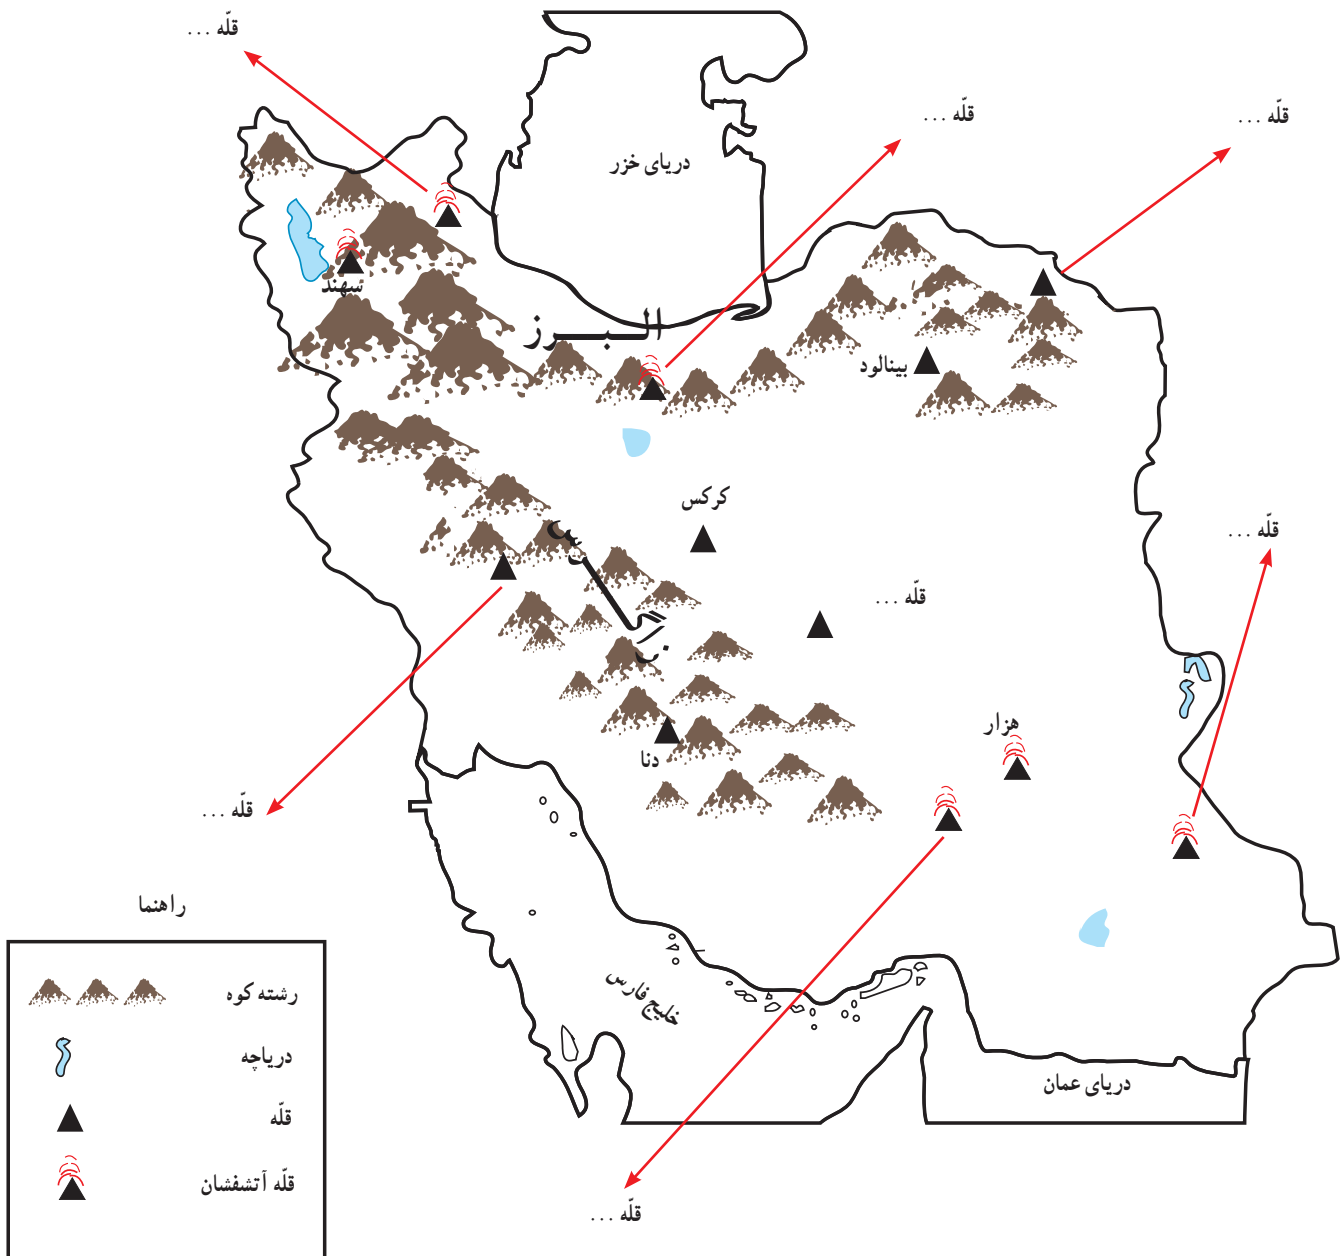 قلّه ...
قلّه ...
قلّه ...
دریای خزر
سهند
البرز
بینالود
کرکس
قلّه ...
قلّه ...
زاگرس
هزار
دنا
قلّه ...
راهنما
رشته کوه
دریاچه
قلّه
قلّه آتشفشان
خلیج فارس
دریای عمان
قلّه ...